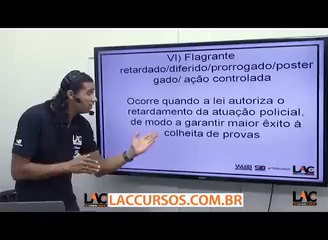 VI) Flagrante
retardado/diferido/prorrogado/poster
gado/ ação controlada
Ocorre quando a lei autoriza o
retardamento da atuação policial,
de modo a garantir maior êxito à
colheita de provas
LAC
LAC
LACCURSOS.COM.BR
LAC